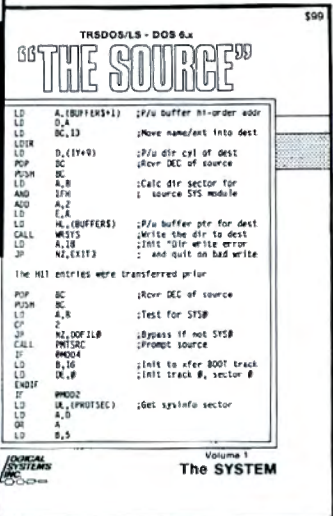 $99
TRSDOS/LS - DOS 6.x
"THE SOURCE"
LD A,(BUFFER$+1) ;P/u buffer hi-order addr
LD D,A
LD BC,13 ;Move name/ext into dest
LDIR
LD D,(IY+9) ;P/u dir cyl of dest
POP BC ;Rcvr DEC of source
PUSH BC
LD A,B ;Calc dir sector for
AND 1FH ; source SYS module
ADD A,2
LD E,A
LD HL,(BUFFER$) ;P/u buffer ptr for dest
CALL WRSYS ;Write the dir to dest
LD A,18 ;Init "Dir write error
JP NZ,EXIT3 ; and quit on bad write
The HIT entries were transferred prior
POP BC ;Rcvr DEC of source
PUSH BC
LD A,B ;Test for SYS0
CP 2
JP NZ,DOFIL0 ;Bypass if not SYS0
CALL PMTSRC ;Prompt source
IF @MOD4
LD B,16 ;Init to xfer BOOT track
LD DE,0 ;Init track 0, sector 0
ENDIF
IF @MOD2
LD DE,(PROTSEC) ;Get sysinfo sector
LD A,D
OR A
LD B,5
LOGICAL
SYSTEMS
INC.
Volume 1
The SYSTEM